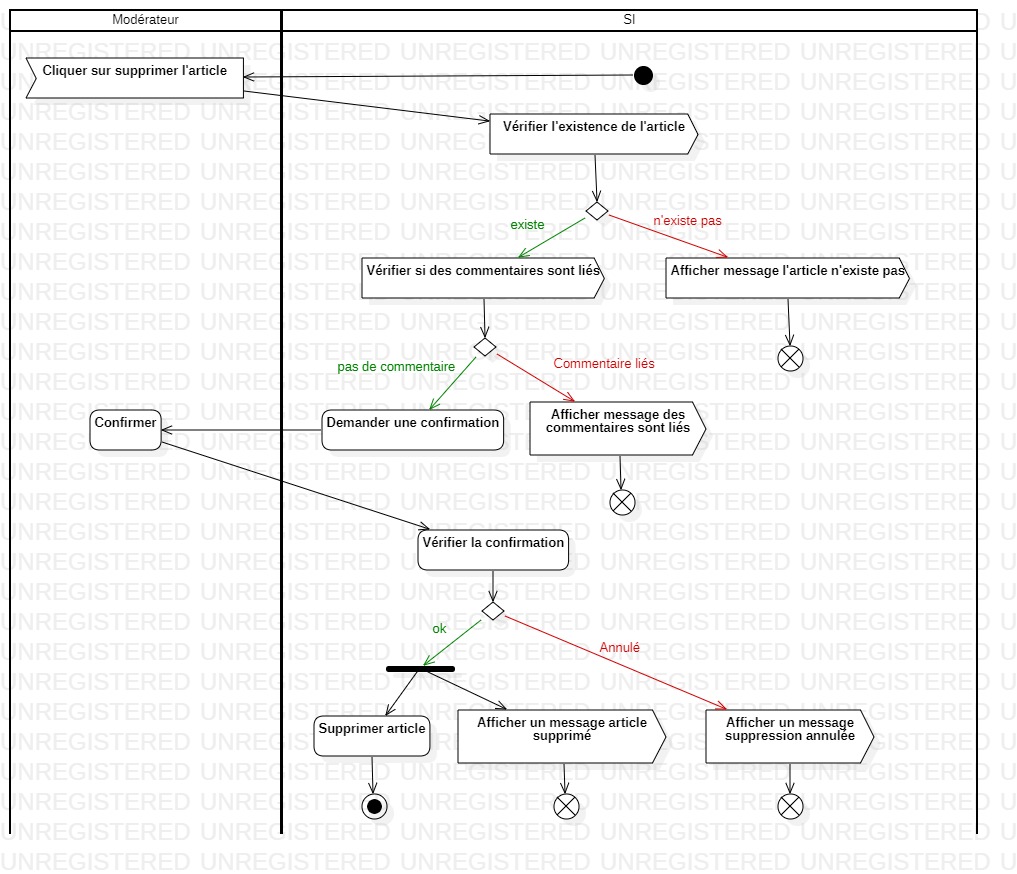 Modérateur
SI
Cliquer sur supprimer l'article
Vérifier l'existence de l'article
existe
n'existe pas
Vérifier si des commentaires sont liés
Afficher message l'article n'existe pas
pas de commentaire
Commentaire liés
Confirmer
Demander une confirmation
Afficher message des
commentaires sont liés
Vérifier la confirmation
ok
Annulé
Supprimer article
Afficher un message article
supprimé
Afficher un message
suppression annulée
UNREGISTERED